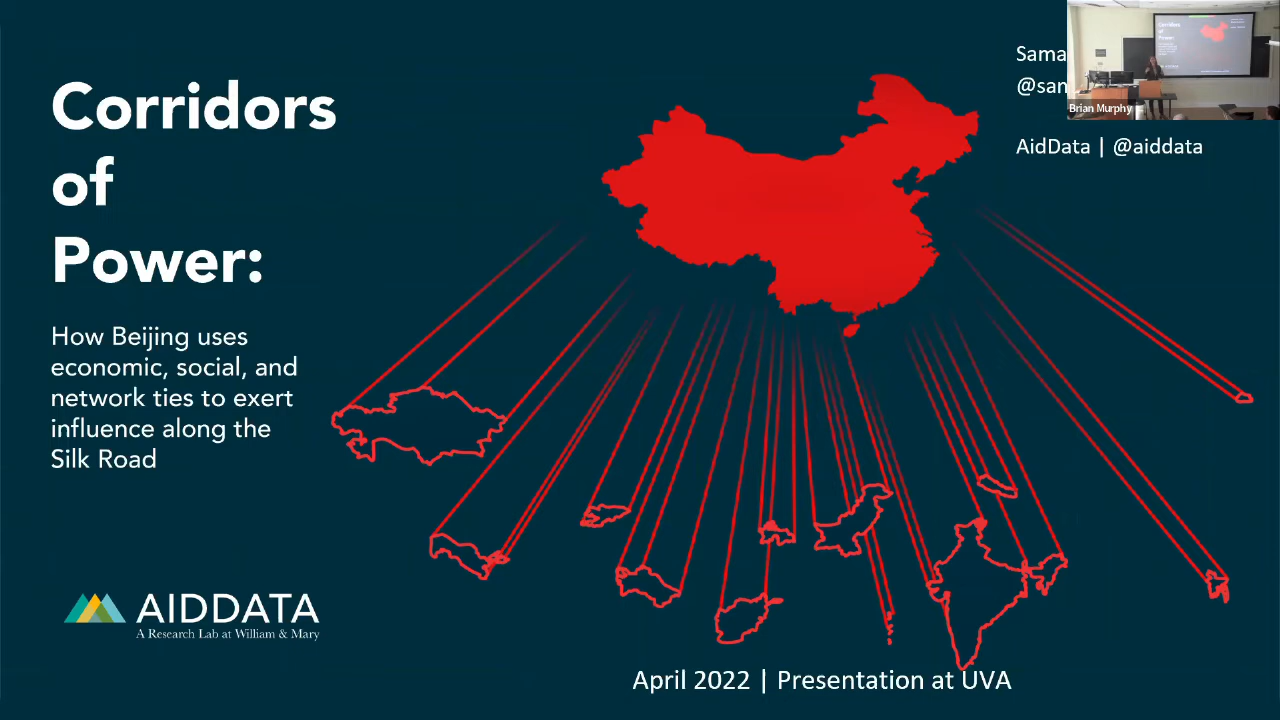 Corridors
of
Power:
How Beijing uses
economic, social, and
network ties to exert
influence along the
Silk Road
AIDDATA
A Research Lab at William & Mary
AidData | @aiddata
Brian Murphy
April 2022 | Presentation at UVA